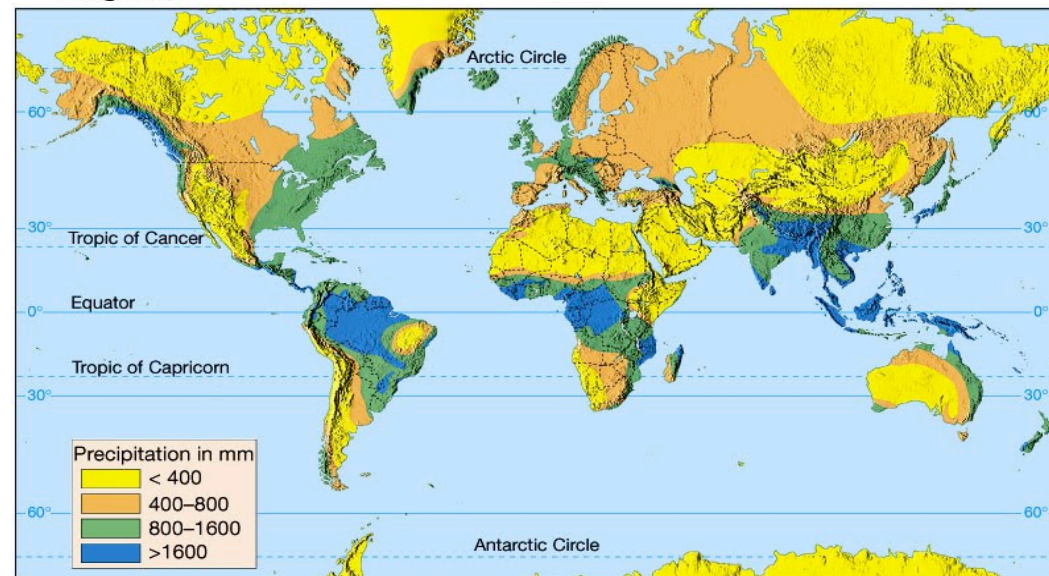 Arctic Circle
60°
60°
30°
30°
Tropic of Cancer
Equator
0°
0°
Tropic of Capricorn
30°
30°
Precipitation in mm
< 400
400–800
800–1600
>1600
60°
60°
Antarctic Circle